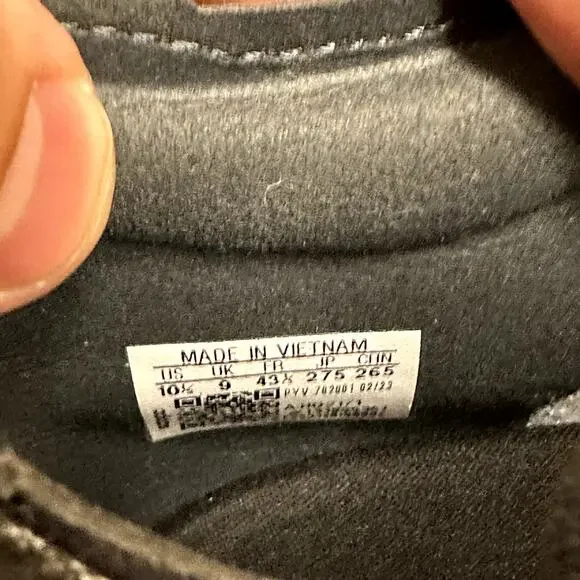 MADE IN VIETNAM
US UK FR JP CHN
10½ 9 43⅓ 275 265
PYV 702001 02/23